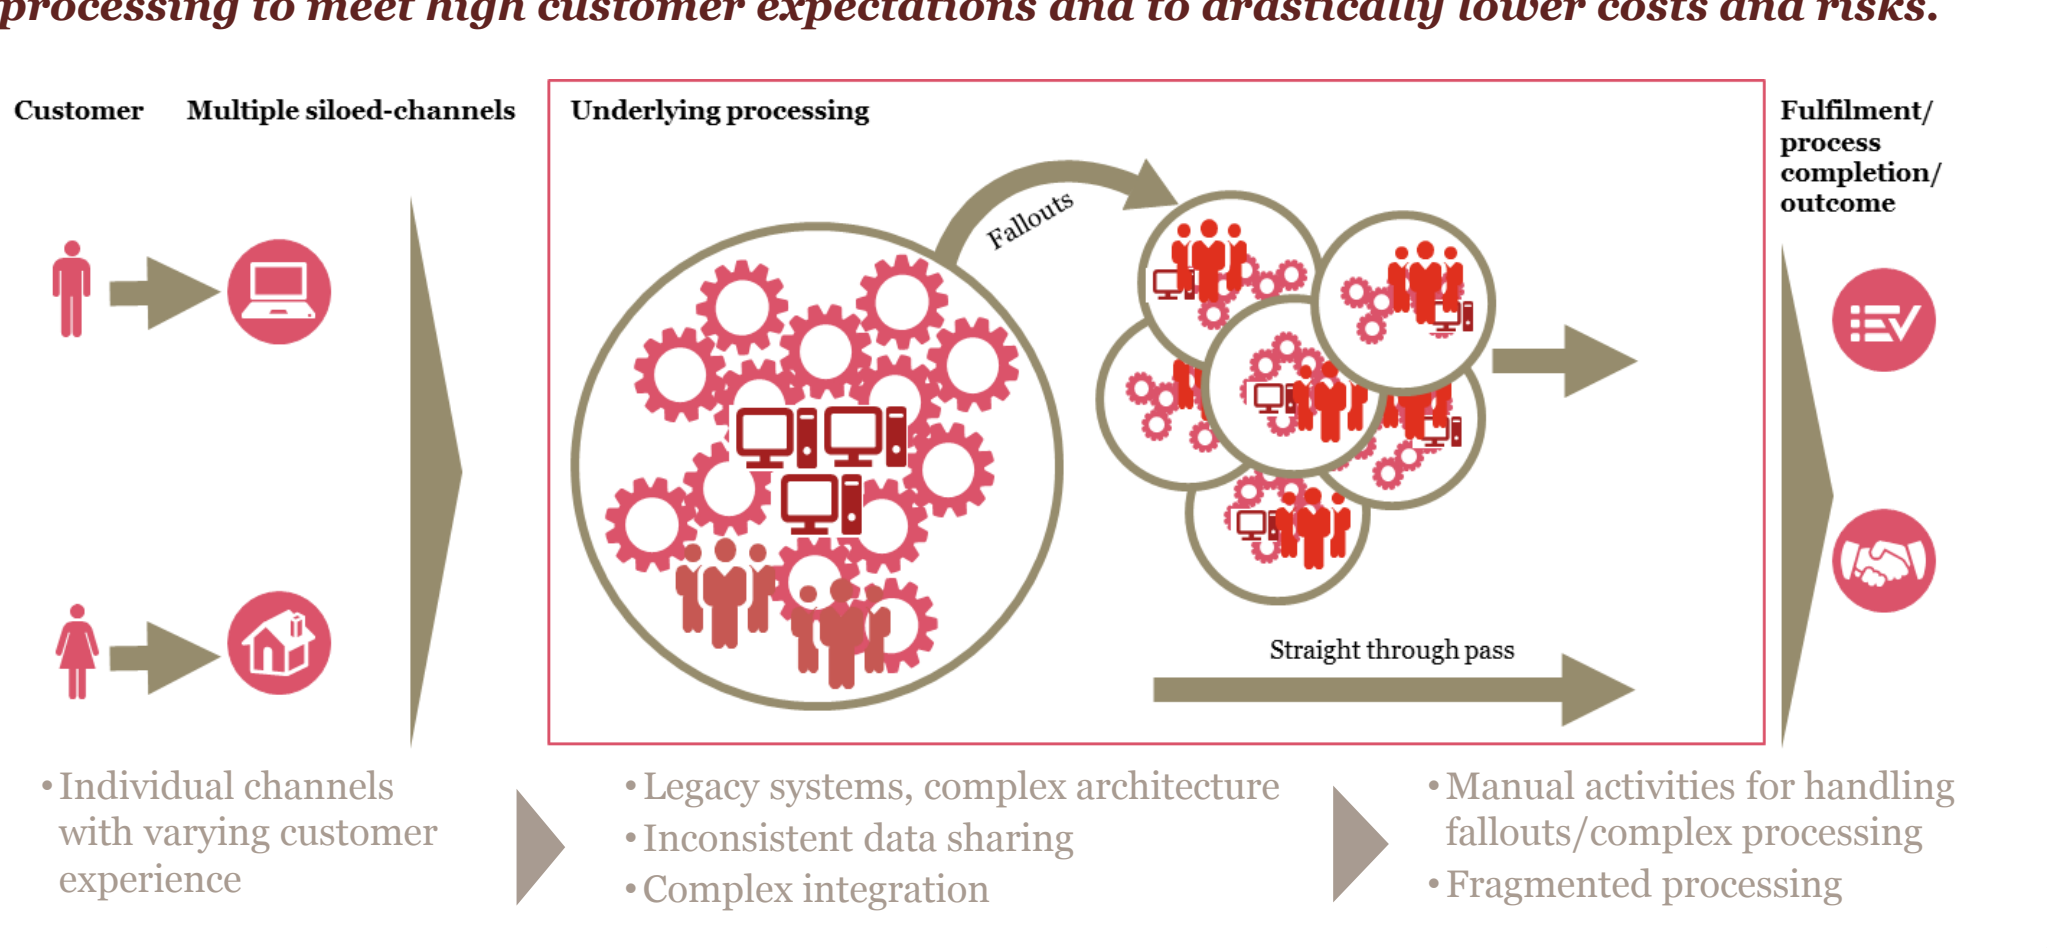 processing to meet high customer expectations and to drastically lower costs and risks.
Customer
Multiple siloed-channels
Underlying processing
Fulfilment/
process
completion/
outcome
Fallouts
Straight through pass
• Individual channels
with varying customer
experience
• Legacy systems, complex architecture
• Inconsistent data sharing
• Complex integration
• Manual activities for handling
fallouts/complex processing
• Fragmented processing